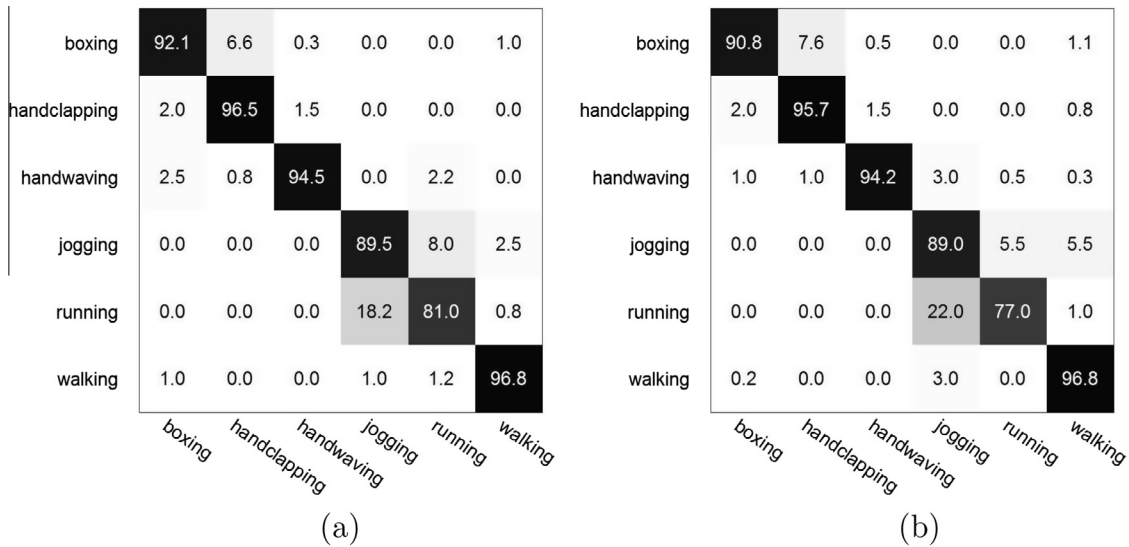 boxing 92.1 6.6 0.3 0.0 0.0 1.0
handclapping 2.0 96.5 1.5 0.0 0.0 0.0
handwaving 2.5 0.8 94.5 0.0 2.2 0.0
jogging 0.0 0.0 0.0 89.5 8.0 2.5
running 0.0 0.0 0.0 18.2 81.0 0.8
walking 1.0 0.0 0.0 1.0 1.2 96.8
boxing handclapping handwaving jogging running walking
(a)
boxing 90.8 7.6 0.5 0.0 0.0 1.1
handclapping 2.0 95.7 1.5 0.0 0.0 0.8
handwaving 1.0 1.0 94.2 3.0 0.5 0.3
jogging 0.0 0.0 0.0 89.0 5.5 5.5
running 0.0 0.0 0.0 22.0 77.0 1.0
walking 0.2 0.0 0.0 3.0 0.0 96.8
boxing handclapping handwaving jogging running walking
(b)